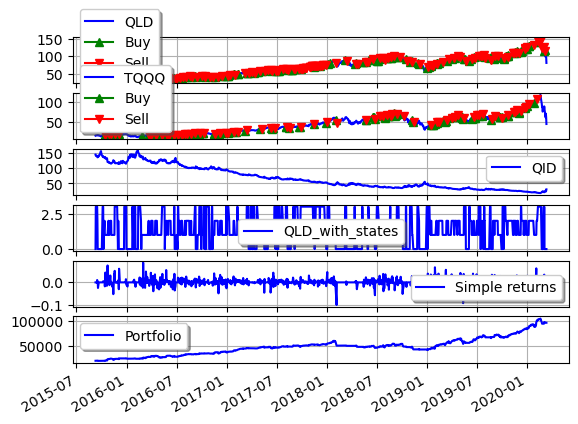 QLD
Buy
Sell
150
100
50
TQQQ
Buy
Sell
100
50
150
100
50
QID
2.5
0.0
QLD_with_states
0.0
−0.1
Simple returns
100000
50000
Portfolio
2015-07
2016-01
2016-07
2017-01
2017-07
2018-01
2018-07
2019-01
2019-07
2020-01